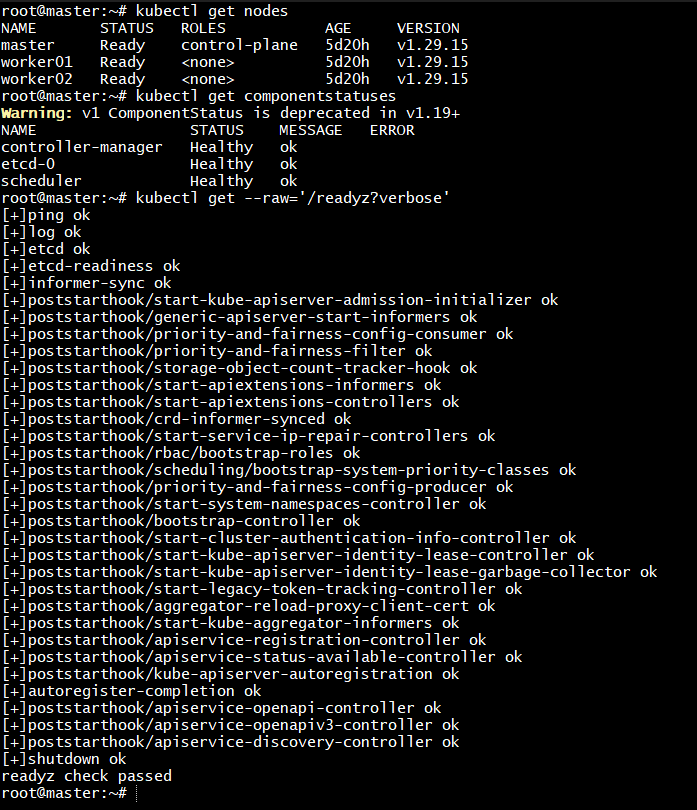 root@master:~# kubectl get nodes
NAME       STATUS   ROLES           AGE     VERSION
master     Ready    control-plane   5d20h   v1.29.15
worker01   Ready    <none>          5d20h   v1.29.15
worker02   Ready    <none>          5d20h   v1.29.15
root@master:~# kubectl get componentstatuses
Warning: v1 ComponentStatus is deprecated in v1.19+
NAME                 STATUS    MESSAGE   ERROR
controller-manager   Healthy   ok
etcd-0               Healthy   ok
scheduler            Healthy   ok
root@master:~# kubectl get --raw='/readyz?verbose'
[+]ping ok
[+]log ok
[+]etcd ok
[+]etcd-readiness ok
[+]informer-sync ok
[+]poststarthook/start-kube-apiserver-admission-initializer ok
[+]poststarthook/generic-apiserver-start-informers ok
[+]poststarthook/priority-and-fairness-config-consumer ok
[+]poststarthook/priority-and-fairness-filter ok
[+]poststarthook/storage-object-count-tracker-hook ok
[+]poststarthook/start-apiextensions-informers ok
[+]poststarthook/start-apiextensions-controllers ok
[+]poststarthook/crd-informer-synced ok
[+]poststarthook/start-service-ip-repair-controllers ok
[+]poststarthook/rbac/bootstrap-roles ok
[+]poststarthook/scheduling/bootstrap-system-priority-classes ok
[+]poststarthook/priority-and-fairness-config-producer ok
[+]poststarthook/start-system-namespaces-controller ok
[+]poststarthook/bootstrap-controller ok
[+]poststarthook/start-cluster-authentication-info-controller ok
[+]poststarthook/start-kube-apiserver-identity-lease-controller ok
[+]poststarthook/start-kube-apiserver-identity-lease-garbage-collector ok
[+]poststarthook/start-legacy-token-tracking-controller ok
[+]poststarthook/aggregator-reload-proxy-client-cert ok
[+]poststarthook/start-kube-aggregator-informers ok
[+]poststarthook/apiservice-registration-controller ok
[+]poststarthook/apiservice-status-available-controller ok
[+]poststarthook/kube-apiserver-autoregistration ok
[+]autoregister-completion ok
[+]poststarthook/apiservice-openapi-controller ok
[+]poststarthook/apiservice-openapiv3-controller ok
[+]poststarthook/apiservice-discovery-controller ok
[+]shutdown ok
readyz check passed
root@master:~#